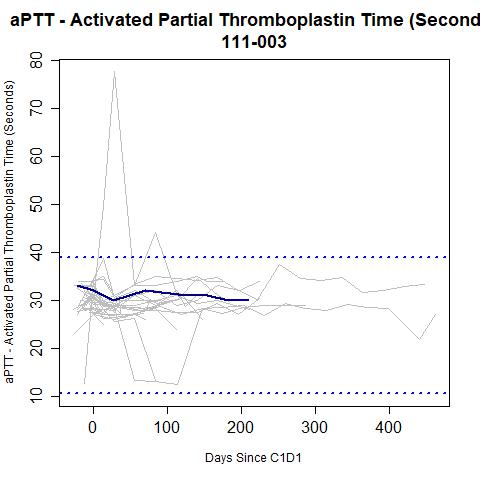 aPTT - Activated Partial Thromboplastin Time (Second
111-003
80
70
60
50
40
30
20
10
aPTT - Activated Partial Thromboplastin Time (Seconds)
0 100 200 300 400
Days Since C1D1